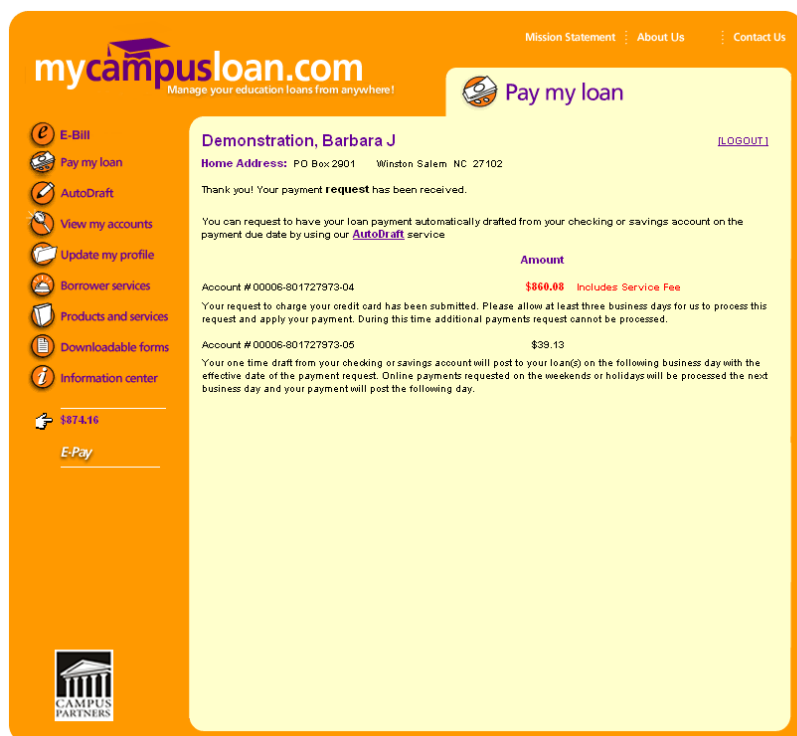 Mission Statement
About Us
Contact Us
mycampusloan.com
Manage your education loans from anywhere!
Pay my loan
E-Bill
Pay my loan
AutoDraft
View my accounts
Update my profile
Borrower services
Products and services
Downloadable forms
Information center
$874.16
E-Pay
CAMPUS
PARTNERS
Demonstration, Barbara J
[LOGOUT]
Home Address: PO Box 2901 Winston Salem NC 27102
Thank you! Your payment request has been received.
You can request to have your loan payment automatically drafted from your checking or savings account on the
payment due date by using our AutoDraft service
Amount
Account # 00006-801727973-04 $860.08 Includes Service Fee
Your request to charge your credit card has been submitted. Please allow at least three business days for us to process this
request and apply your payment. During this time additional payments request cannot be processed.
Account # 00006-801727973-05 $39.13
Your one time draft from your checking or savings account will post to your loan(s) on the following business day with the
effective date of the payment request. Online payments requested on the weekends or holidays will be processed the next
business day and your payment will post the following day.